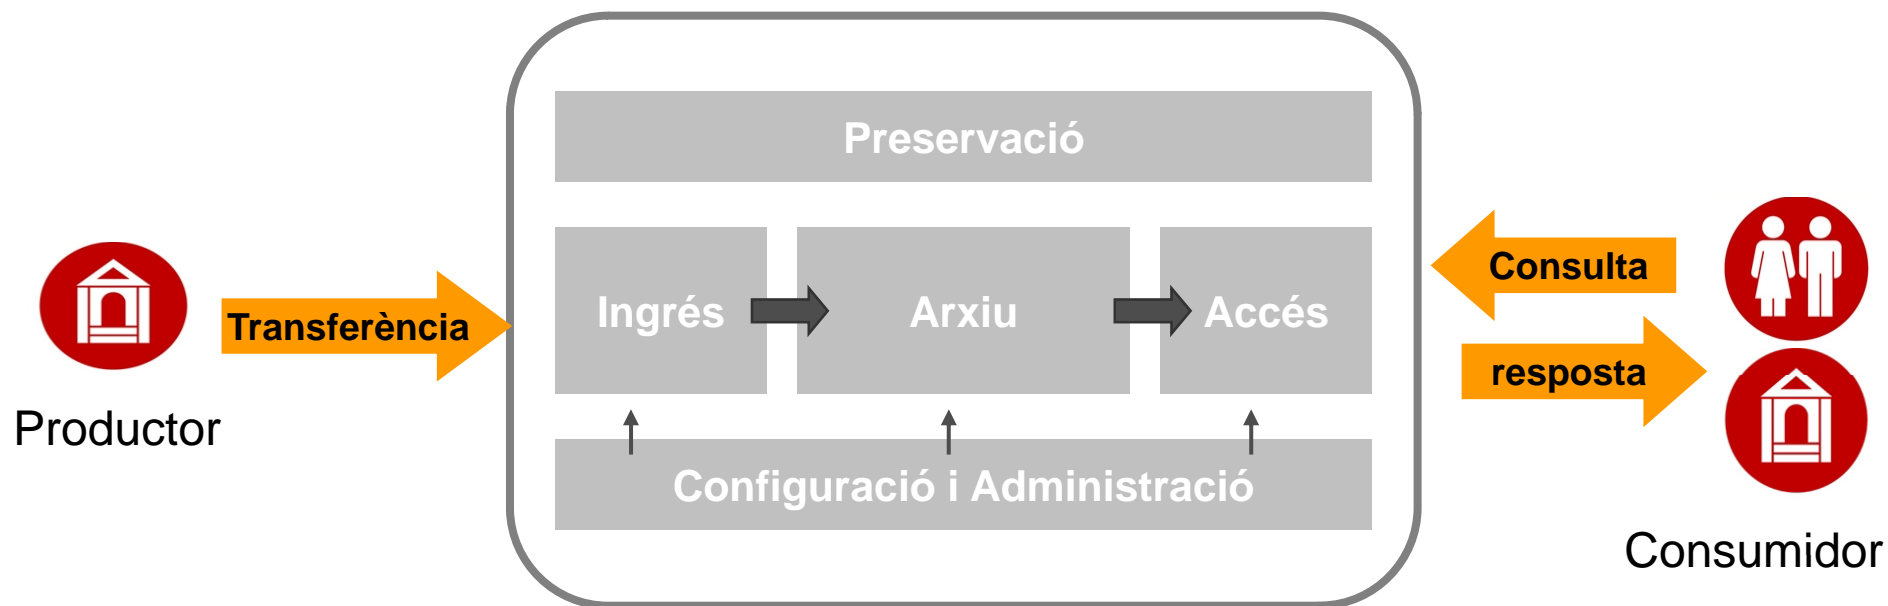 Preservació
Ingrés
Arxiu
Accés
Configuració i Administració
Transferència
Productor
Consulta
resposta
Consumidor